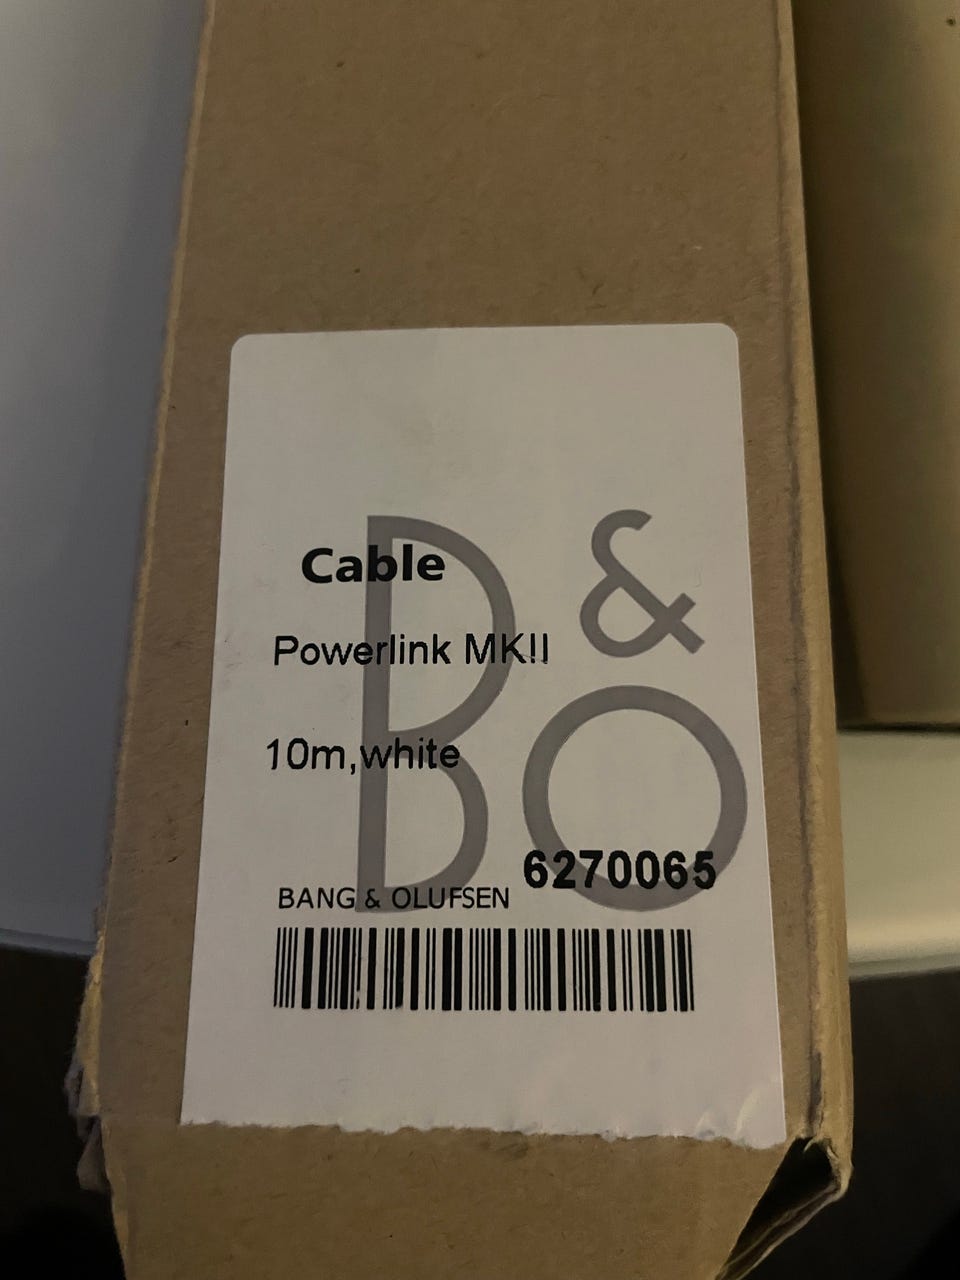 B&O
Cable
Powerlink MK!I
10m,white
6270065
BANG & OLUFSEN